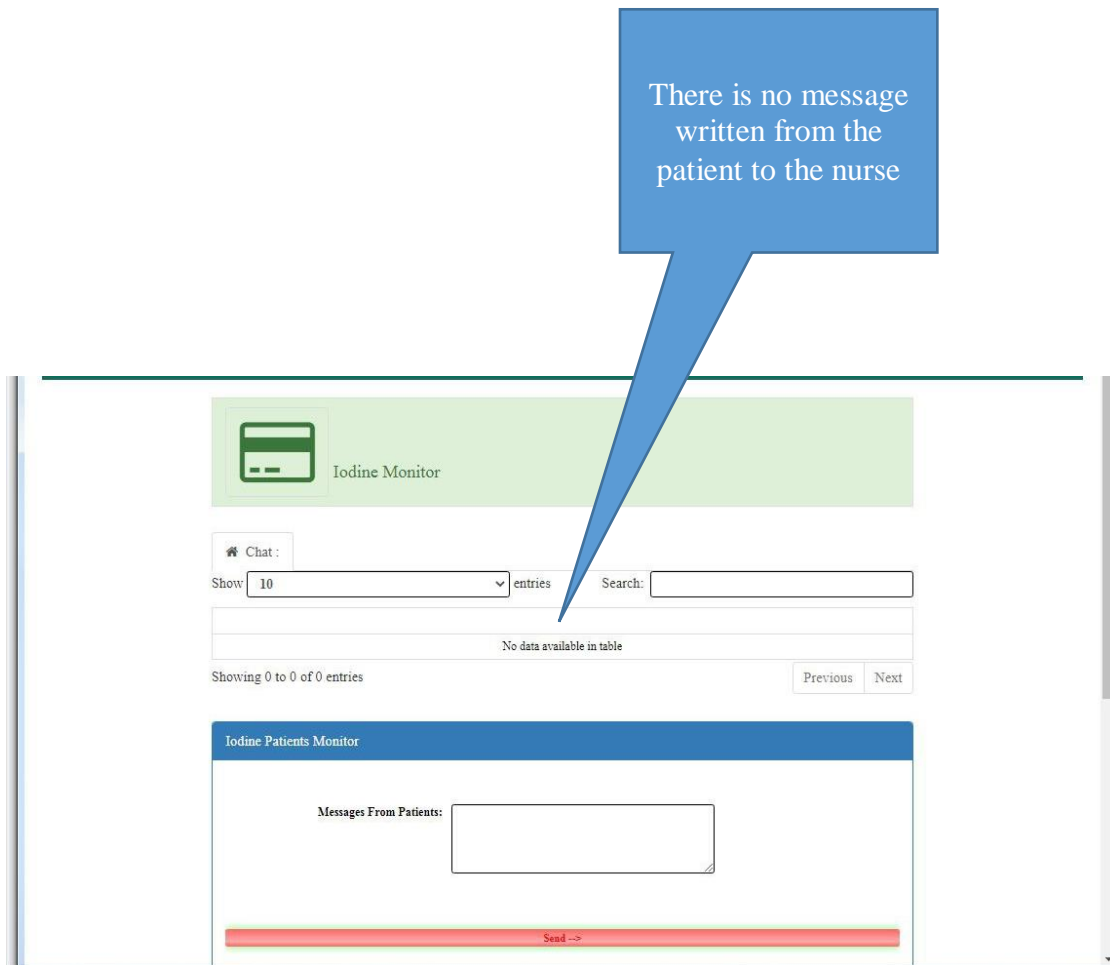 There is no message
written from the
patient to the nurse
Iodine Monitor
Chat :
Show 10 entries Search:
No data available in table
Showing 0 to 0 of 0 entries
Previous Next
Iodine Patients Monitor
Messages From Patients:
Send -->